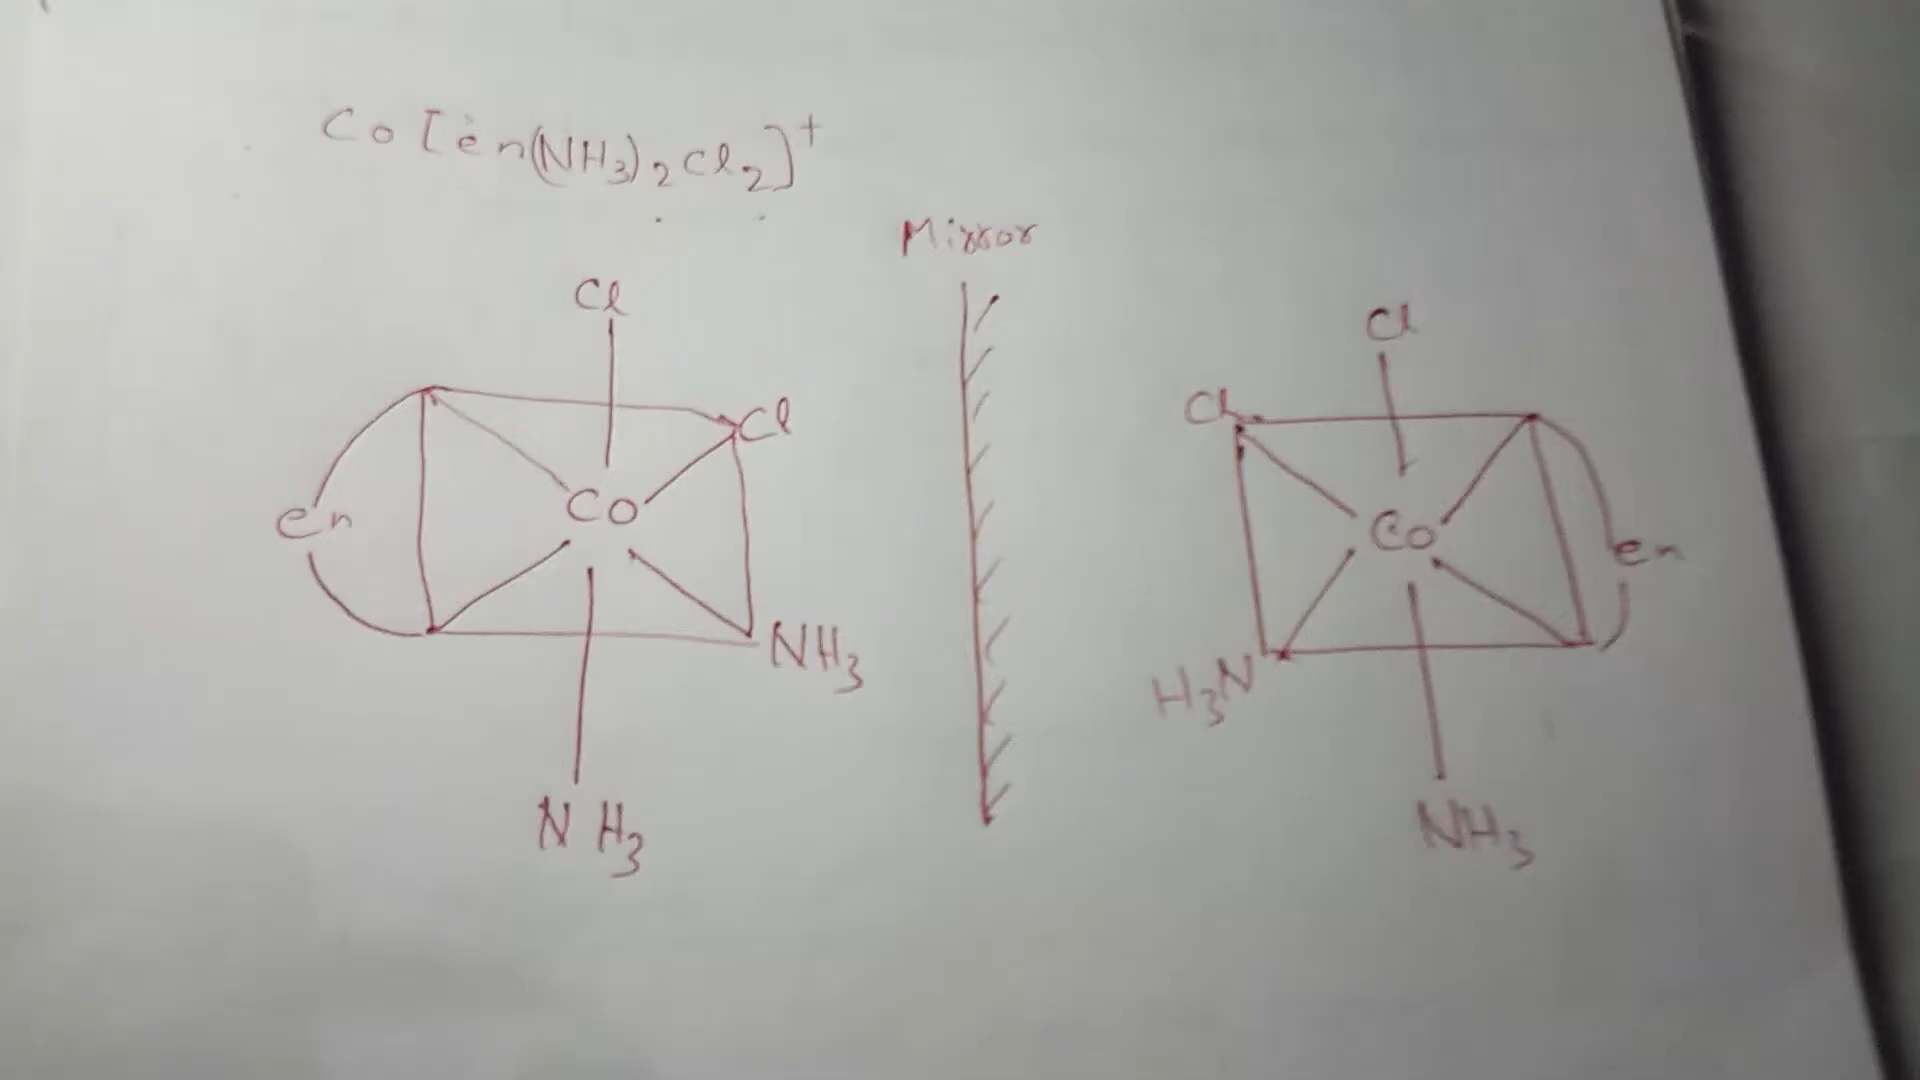 Co[en(NH3)2Cl2]+
Mirror
Cl
Cl
Cl
Cl
Co
Co
en
en
NH3
H3N
NH3
NH3